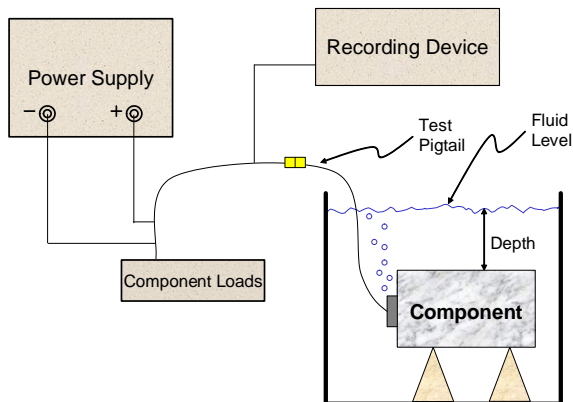 Power Supply
− +
Recording Device
Test
Pigtail
Fluid
Level
Depth
Component Loads
Component